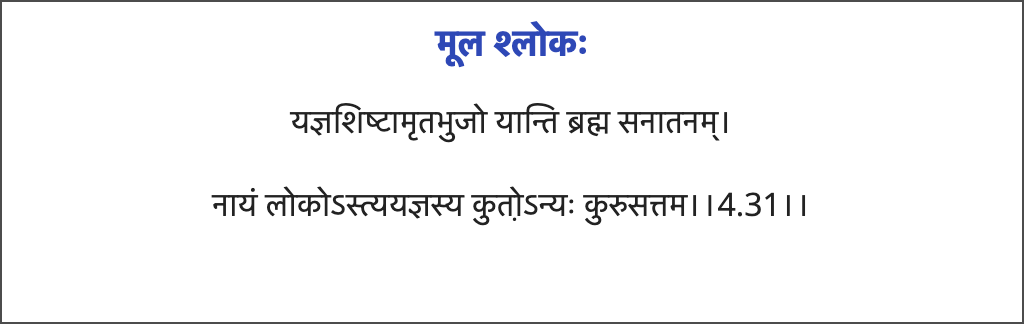 मूल श्लोकः
यज्ञशिष्टामृतभुजो यान्ति ब्रह्म सनातनम्।
नायं लोकोऽस्त्ययज्ञस्य कुतो़ऽन्यः कुरुसत्तम।।4.31।।